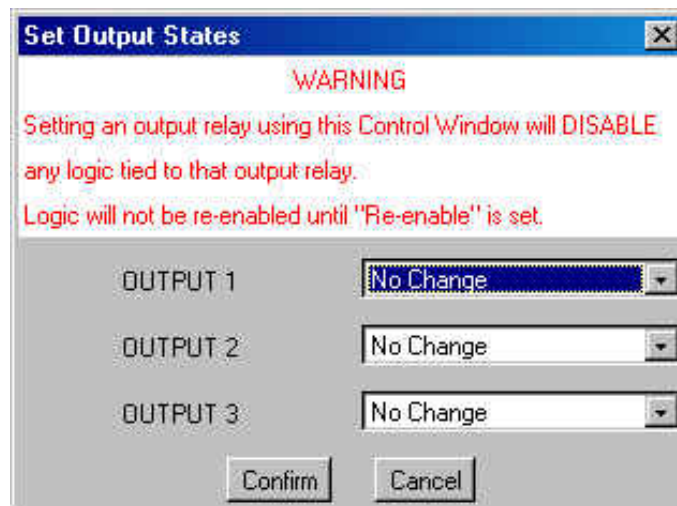 Set Output States
WARNING
Setting an output relay using this Control Window will DISABLE
any logic tied to that output relay.
Logic will not be re-enabled until "Re-enable" is set.
OUTPUT 1 No Change
OUTPUT 2 No Change
OUTPUT 3 No Change
Confirm Cancel